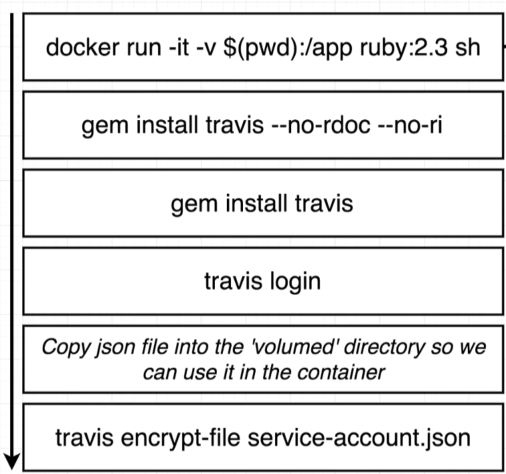 docker run -it -v $(pwd):/app ruby:2.3 sh
gem install travis --no-rdoc --no-ri
gem install travis
travis login
Copy json file into the 'volumed' directory so we
can use it in the container
travis encrypt-file service-account.json